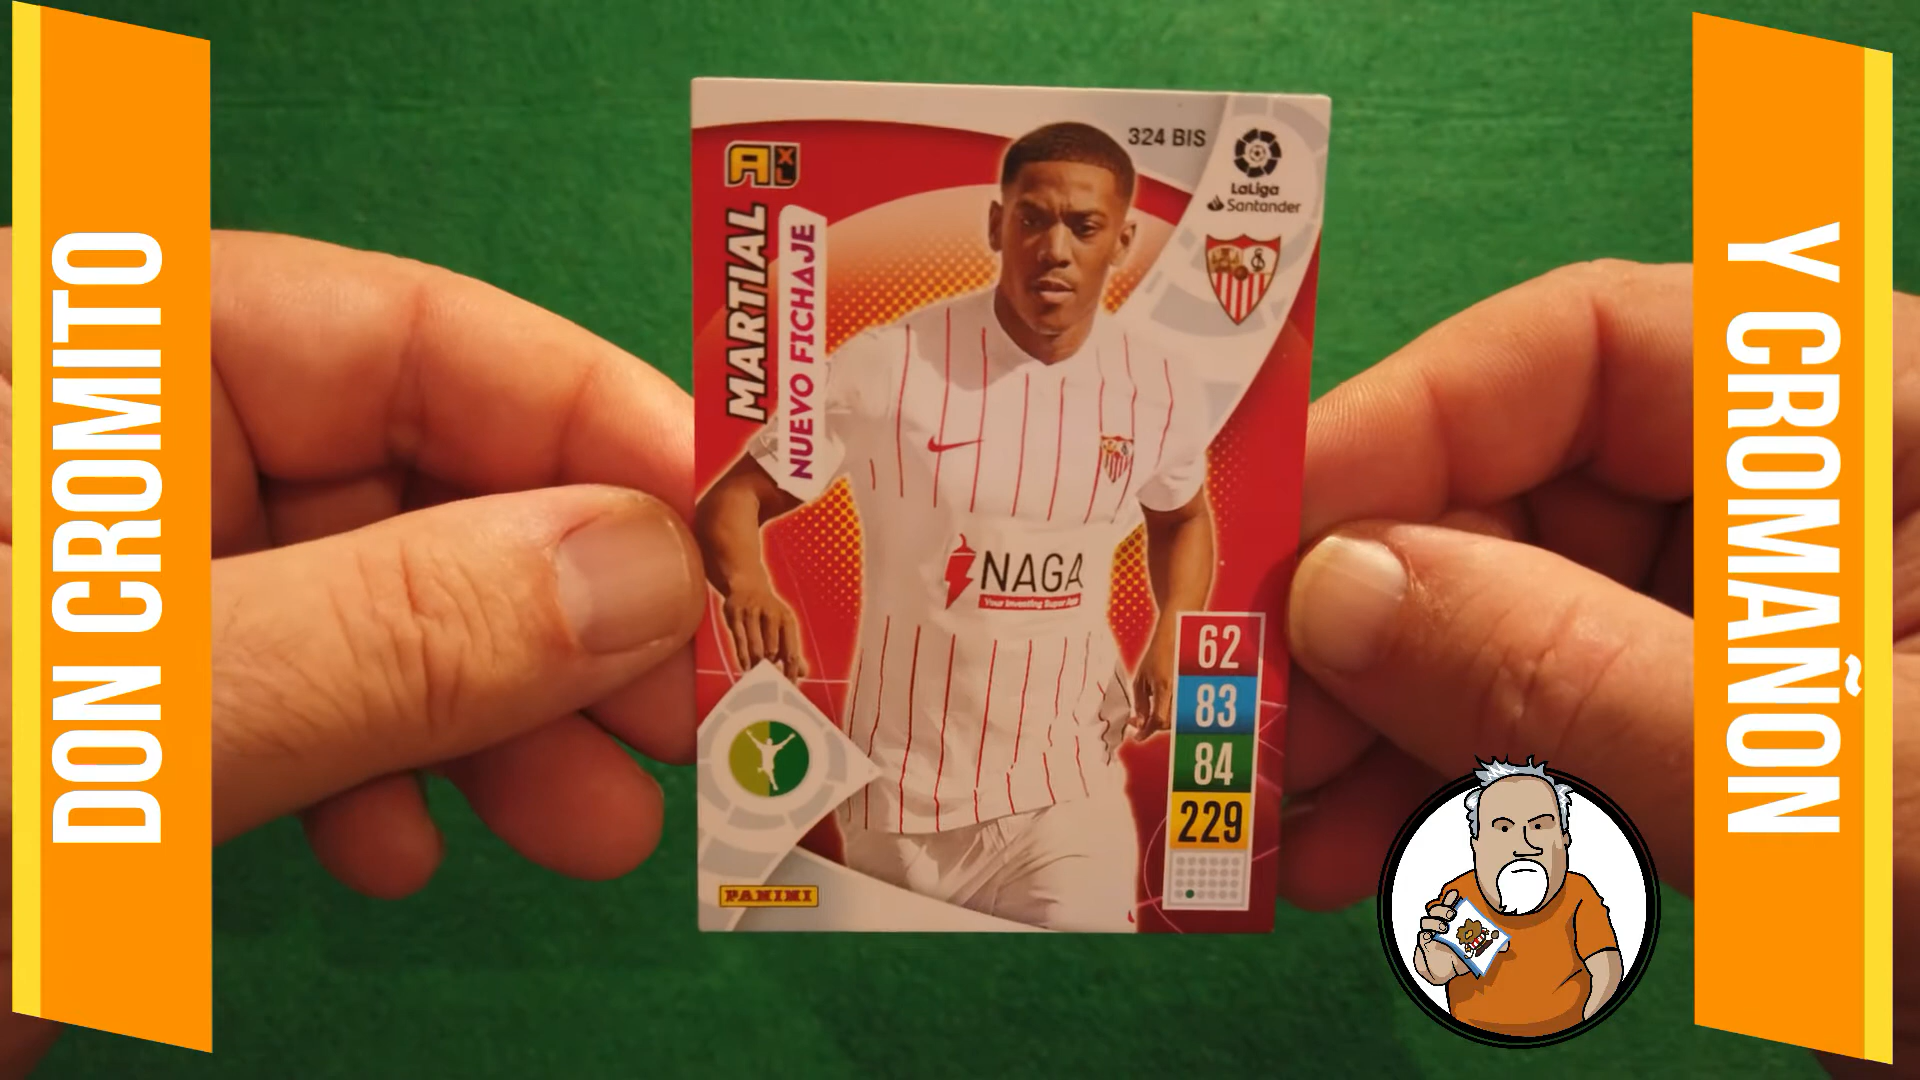 DON CROMITO
Y CROMAÑON
324 BIS
A XL
LaLiga
Santander
MARTIAL
NUEVO FICHAJE
NAGA
Your Investing Super App
62
83
84
229
PANINI